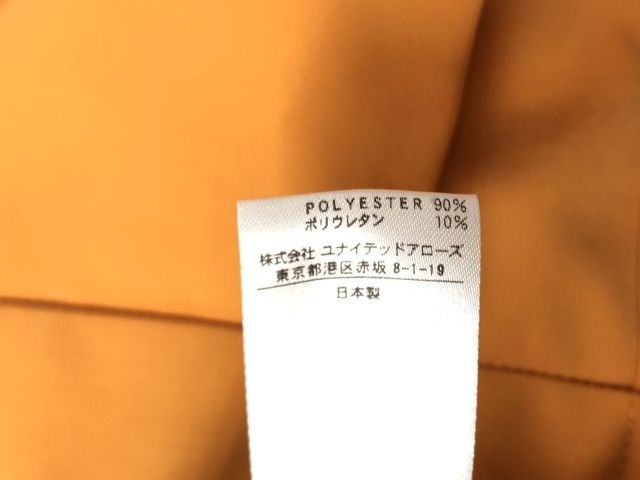 POLYESTER 90%
ポリウレタン 10%
株式会社 ユナイテッドアローズ
東京都港区赤坂 8-1-19
日本製